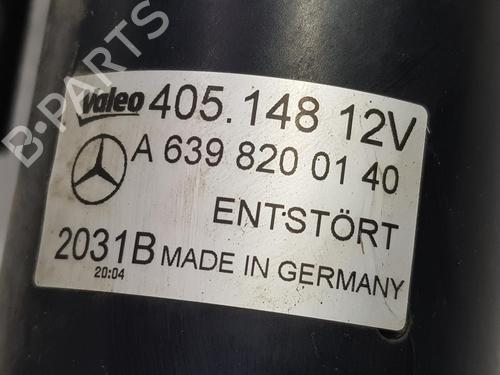 B-PARTS
Valeo 405.148 12V
A 639 820 01 40
ENTSTÖRT
2031B MADE IN GERMANY
20:04